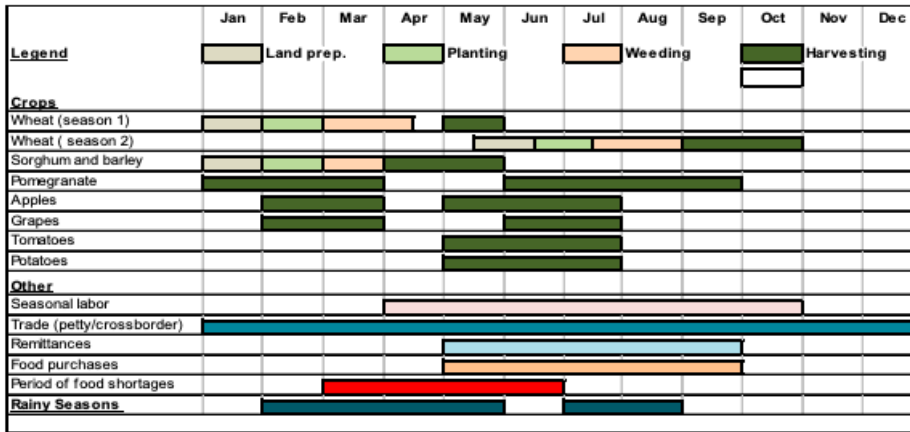 Jan Feb Mar Apr May Jun Jul Aug Sep Oct Nov Dec
Legend Land prep. Planting Weeding Harvesting
Crops
Wheat (season 1)
Wheat ( season 2)
Sorghum and barley
Pomegranate
Apples
Grapes
Tomatoes
Potatoes
Other
Seasonal labor
Trade (petty/crossborder)
Remittances
Food purchases
Period of food shortages
Rainy Seasons